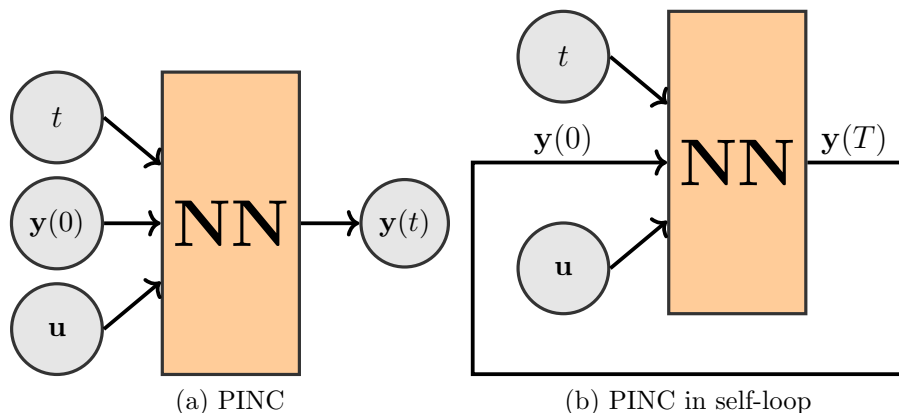 t
y(0)
u
NN
y(t)
(a) PINC
t
y(0)
u
NN
y(T)
(b) PINC in self-loop